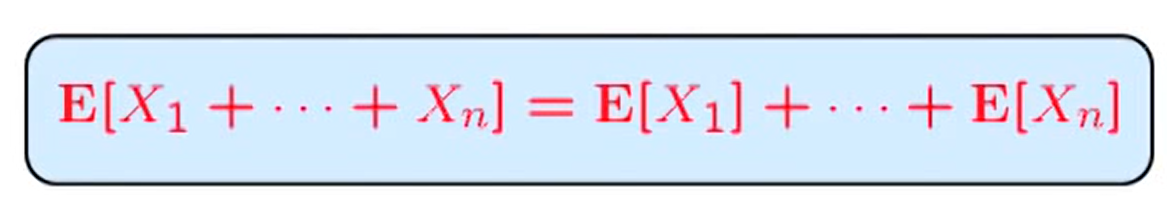 E[X₁ + ⋯ + Xₙ] = E[X₁] + ⋯ + E[Xₙ]